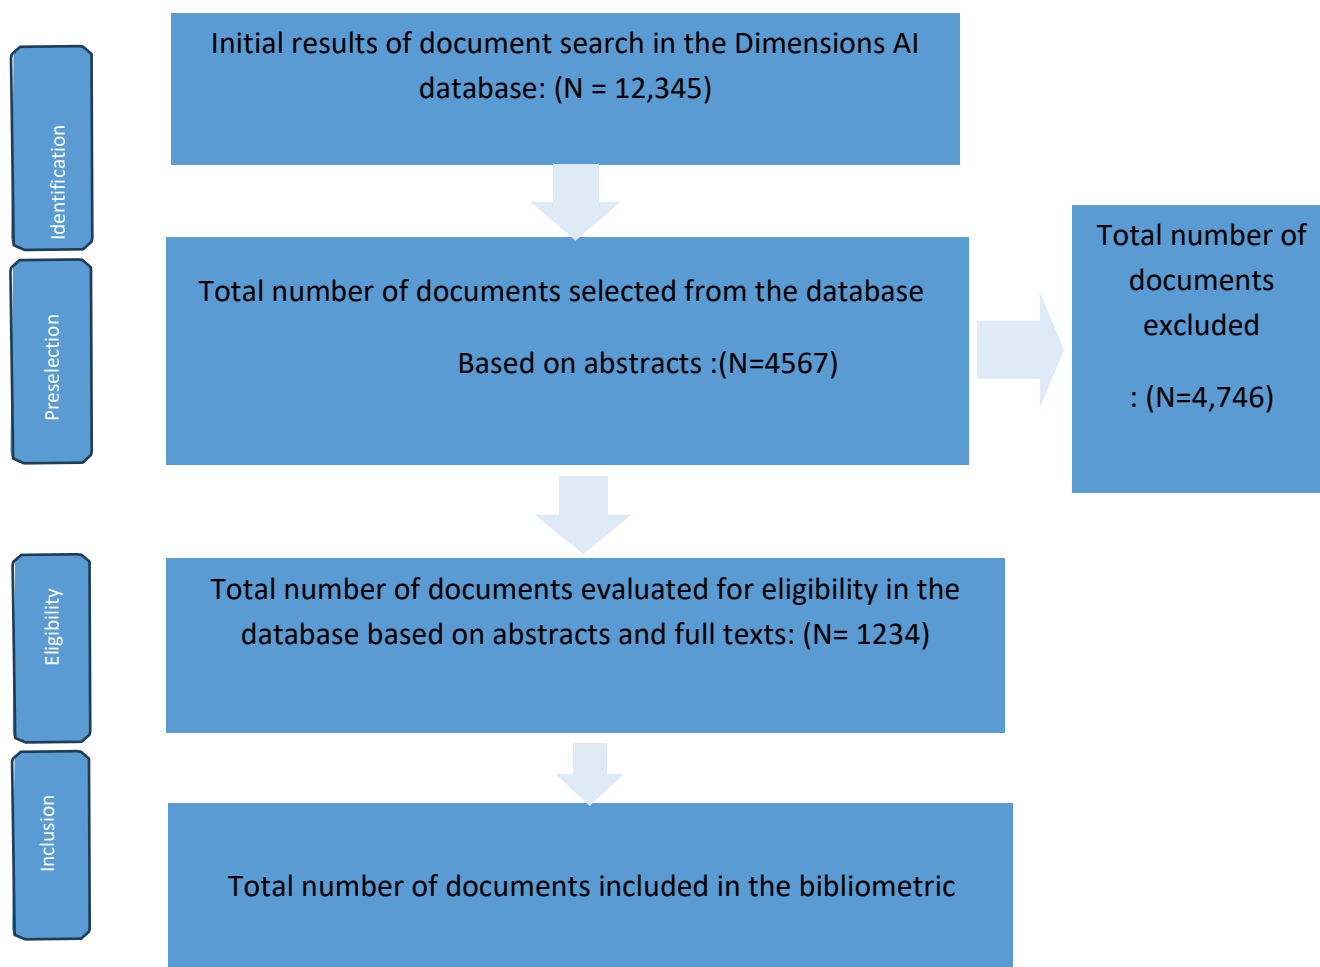 Identification
Initial results of document search in the Dimensions AI
database: (N = 12,345)
Preselection
Total number of documents selected from the database
Based on abstracts :(N=4567)
Total number of
documents
excluded
: (N=4,746)
Eligibility
Total number of documents evaluated for eligibility in the
database based on abstracts and full texts: (N= 1234)
Inclusion
Total number of documents included in the bibliometric